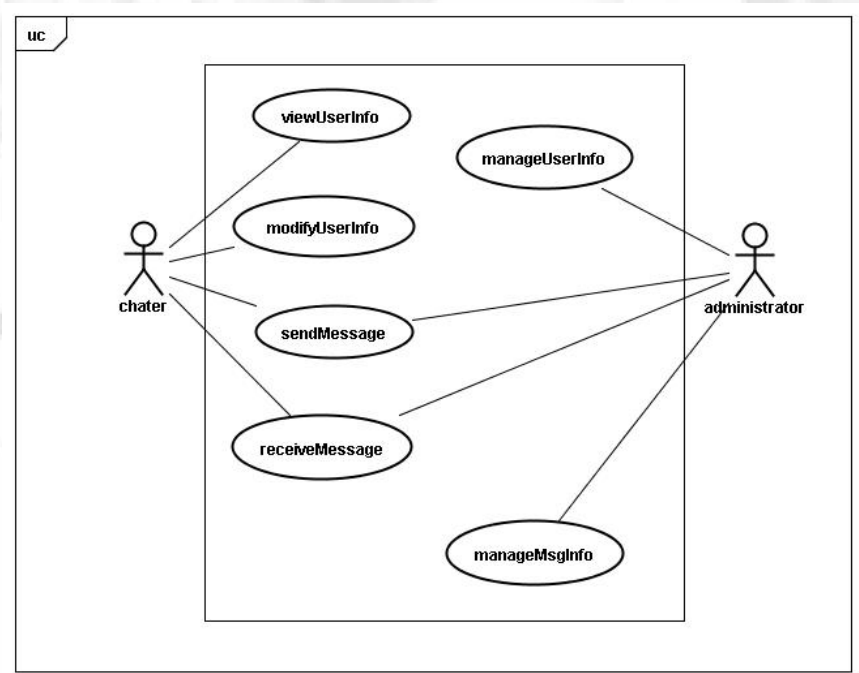 uc
viewUserInfo
manageUserInfo
modifyUserInfo
chater
administrator
sendMessage
receiveMessage
manageMsgInfo